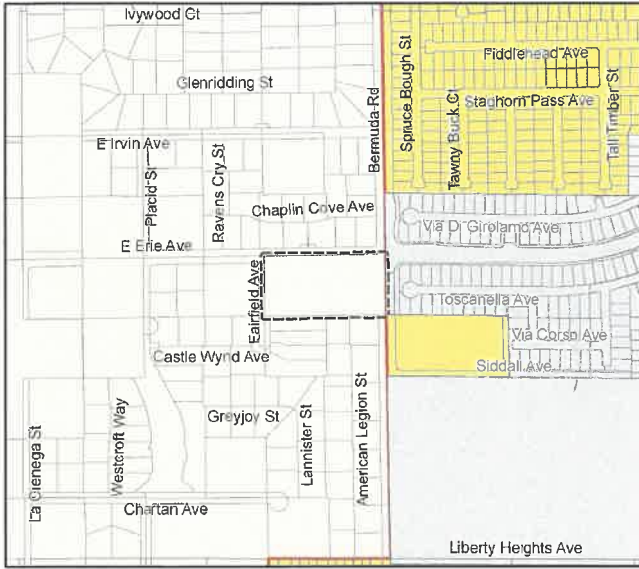 Ivywood Ct
Fiddlehead Ave
Glenridding St
Staghorn Pass Ave
Bermuda Rd
Spruce Bough St
Tawny Buck Ct
Tall Timber St
E Irvin Ave
Placid St
Ravens Cry St
Chaplin Cove Ave
Via Di Girolamo Ave
E Erie Ave
Fairfield Ave
Toscanella Ave
Via Corso Ave
Castle Wynd Ave
Siddall Ave
Greyjoy St
Lannister St
American Legion St
La Cienega St
Westcroft Way
Chartan Ave
Liberty Heights Ave